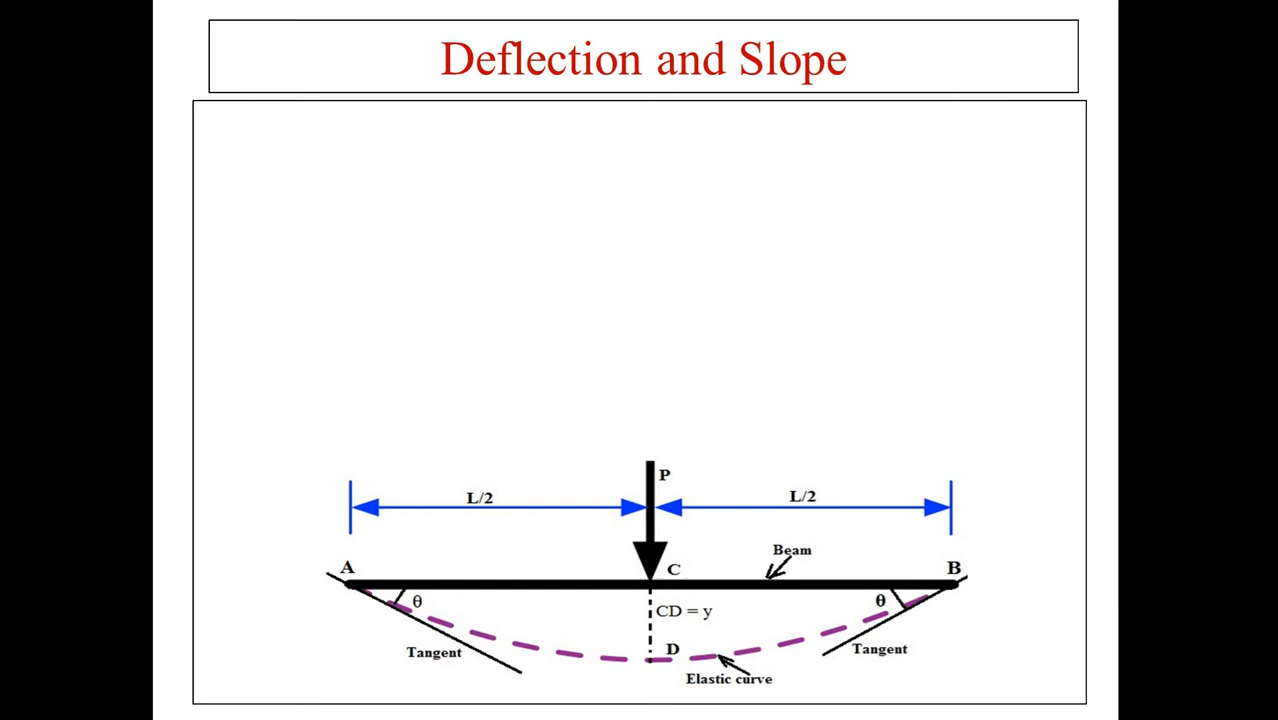 Deflection and Slope
P
L/2
L/2
Beam
A
C
B
θ
θ
CD = y
D
Tangent
Tangent
Elastic curve